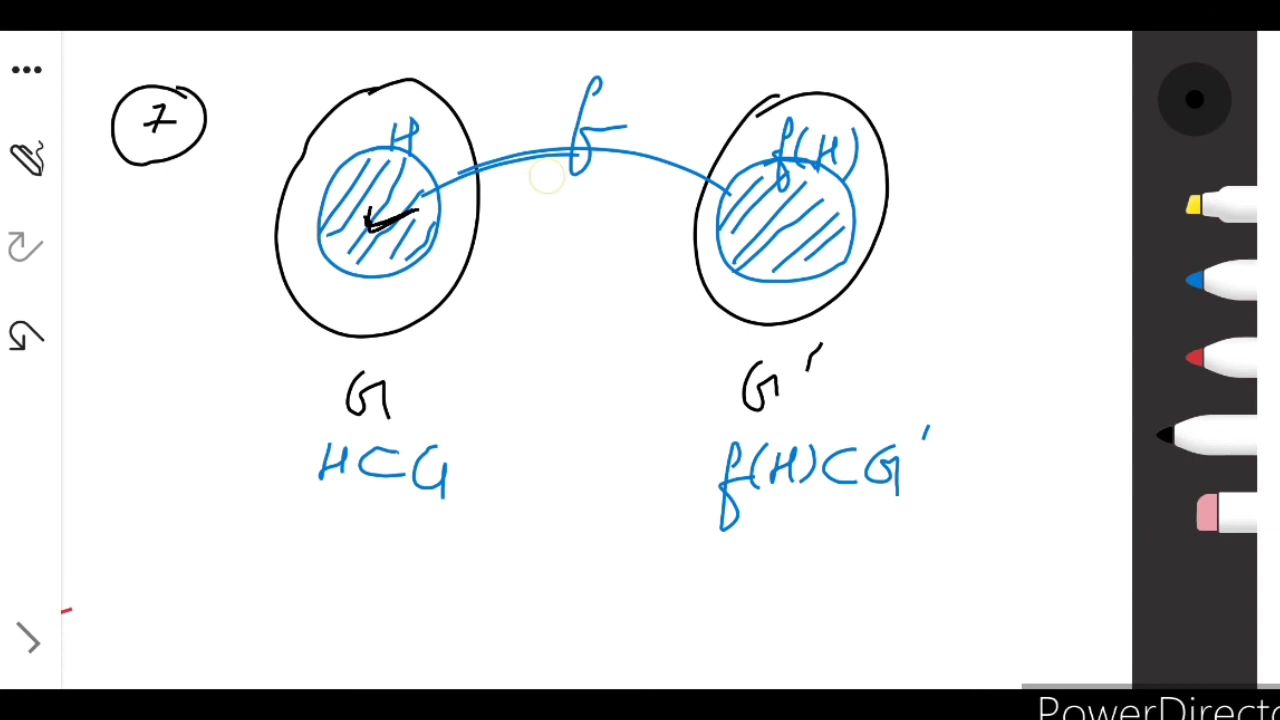 7
H
f
f(H)
G
G'
H⊂G
f(H)⊂G'
PowerDirecto